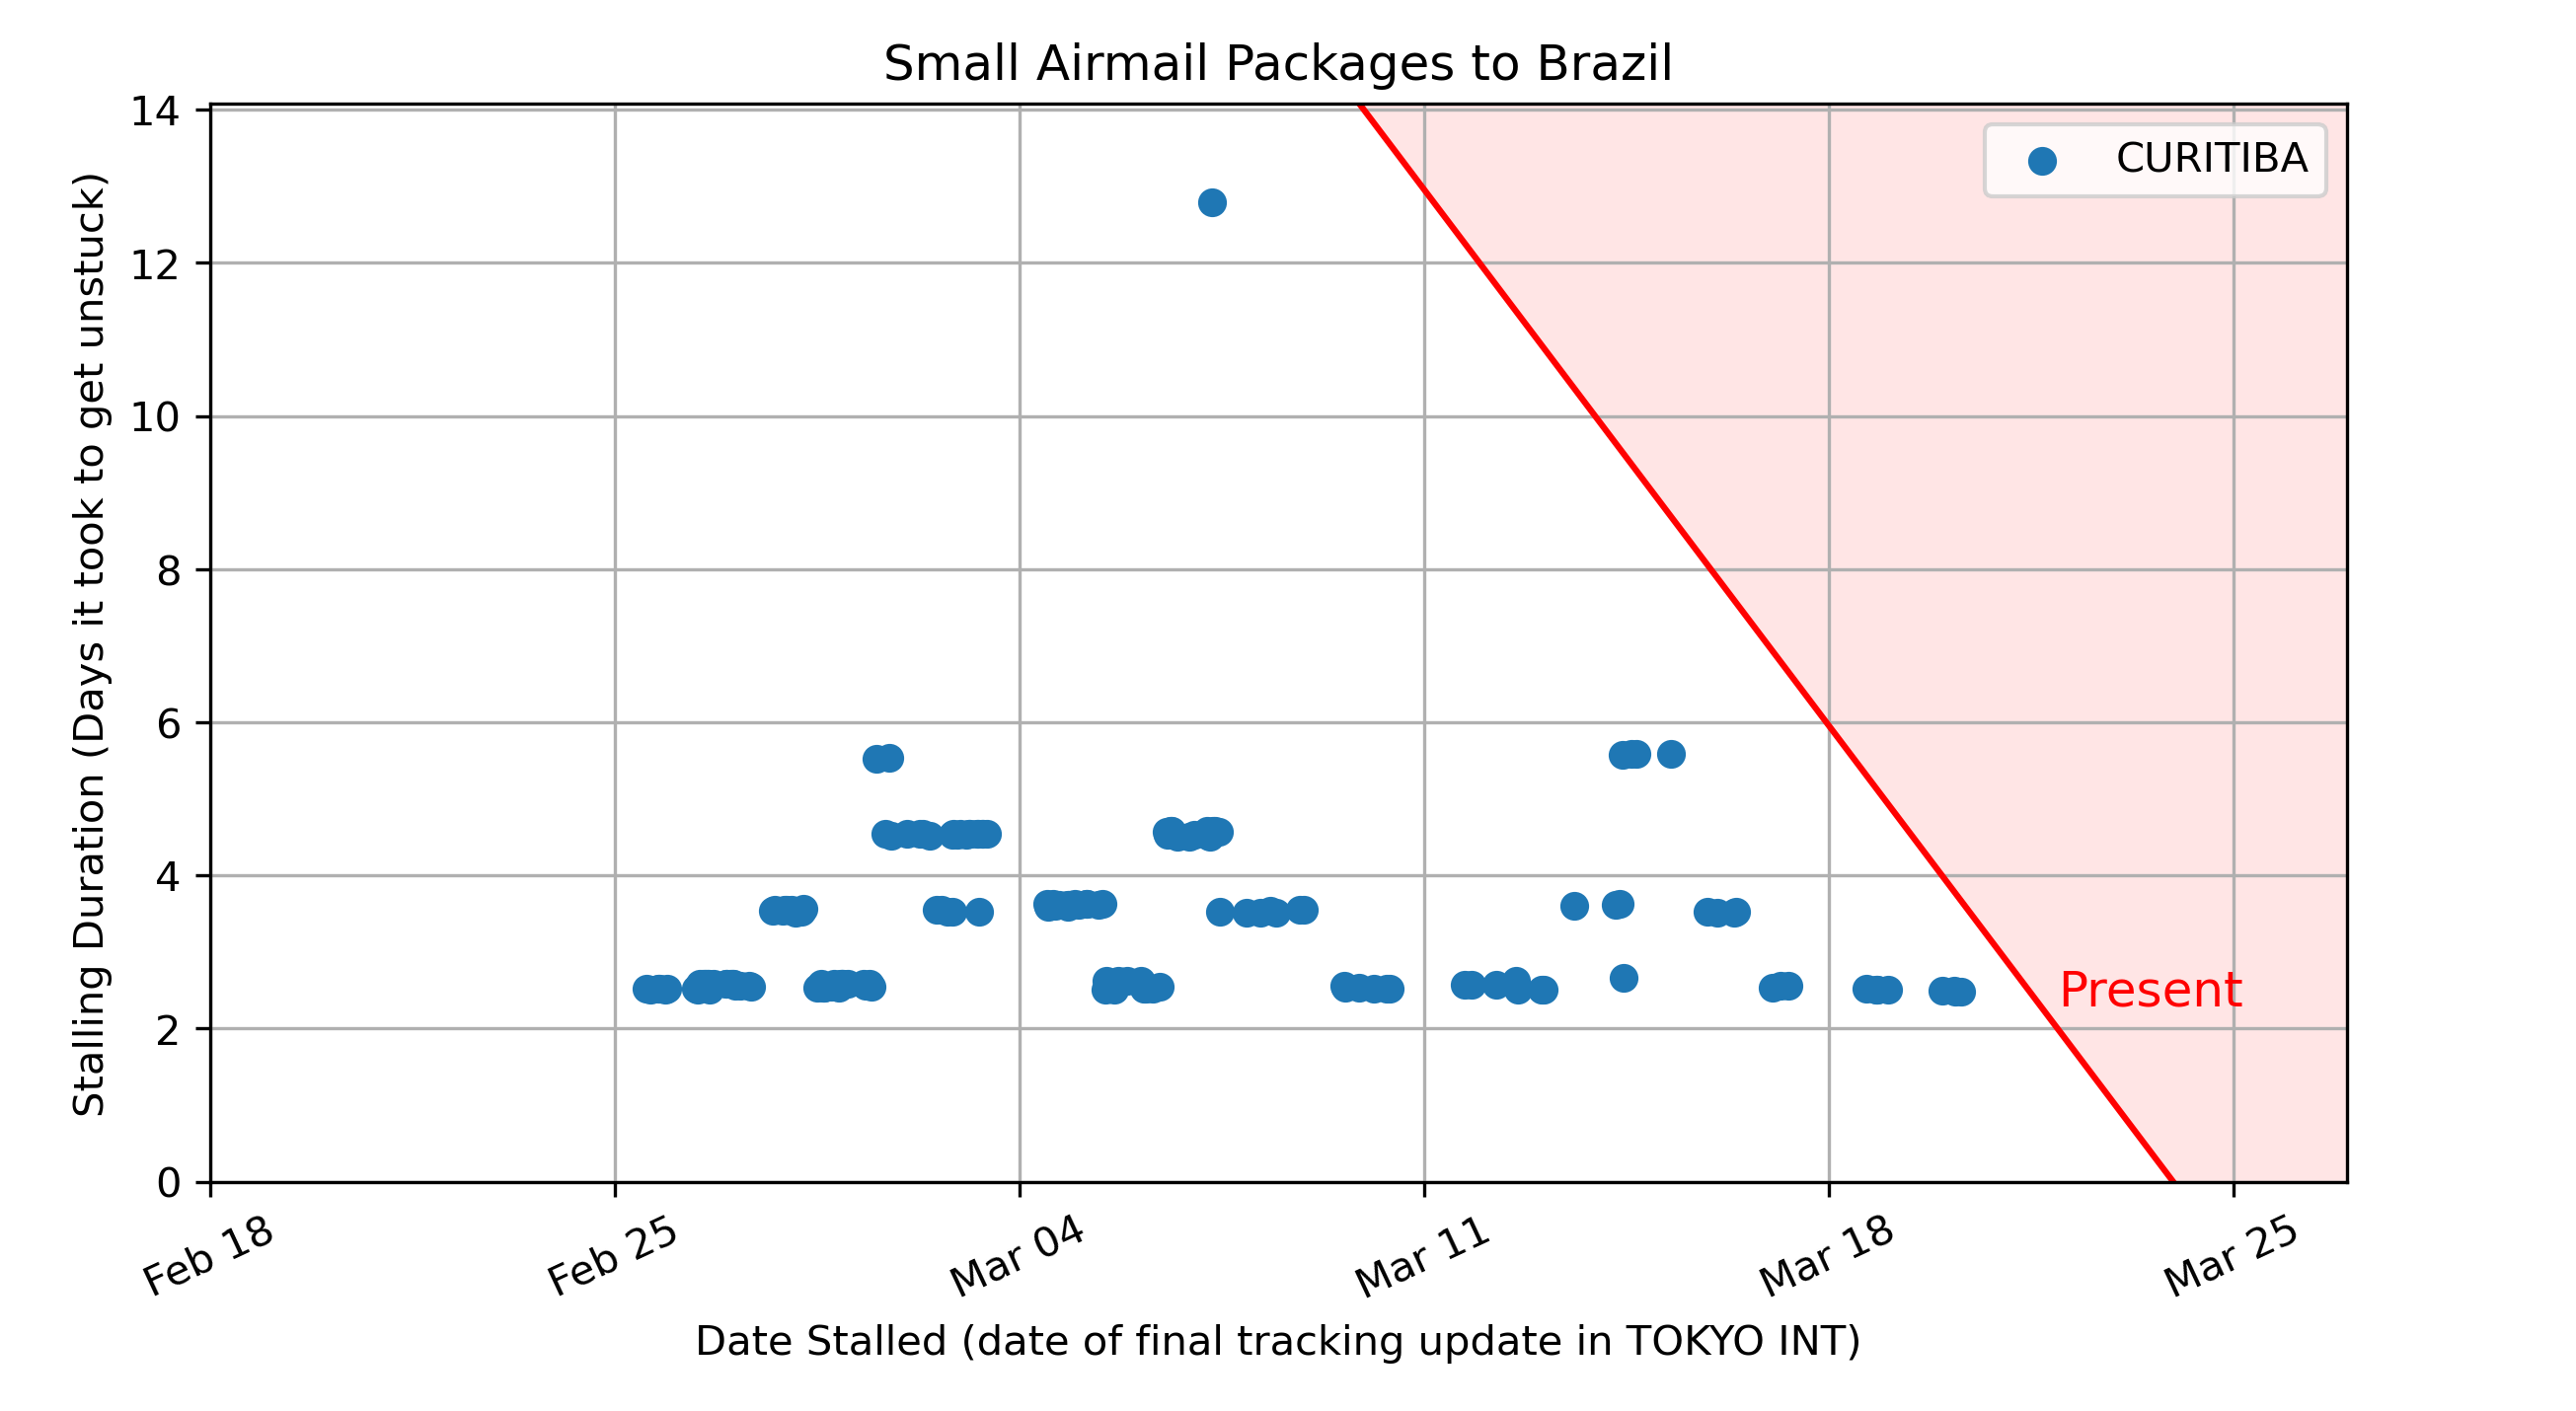 Small Airmail Packages to Brazil
Stalling Duration (Days it took to get unstuck)
14
12
10
8
6
4
2
0
CURITIBA
Present
Feb 18
Feb 25
Mar 04
Mar 11
Mar 18
Mar 25
Date Stalled (date of final tracking update in TOKYO INT)